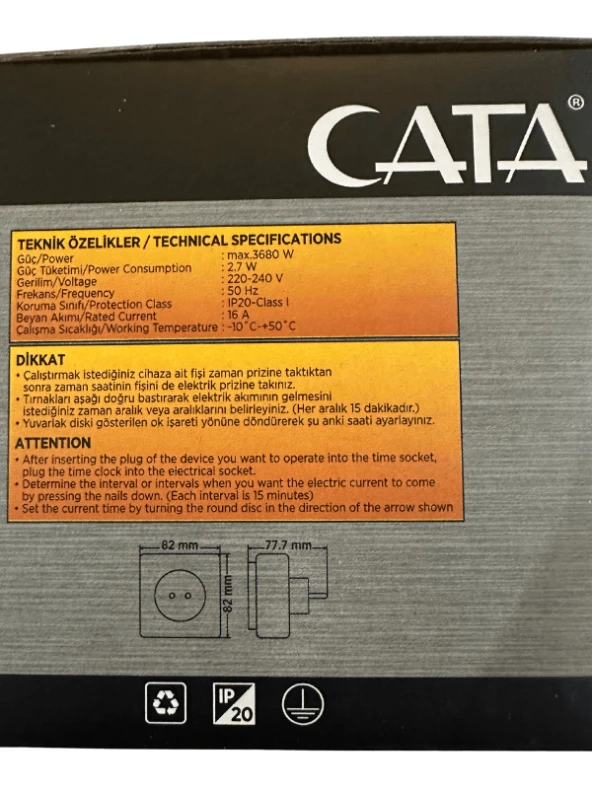 CATA®
TEKNİK ÖZELİKLER / TECHNICAL SPECIFICATIONS
Güç/Power : max.3680 W
Güç Tüketimi/Power Consumption : 2.7 W
Gerilim/Voltage : 220-240 V
Frekans/Frequency : 50 Hz
Koruma Sınıfı/Protection Class : IP20-Class I
Beyan Akımı/Rated Current : 16 A
Çalışma Sıcaklığı/Working Temperature : -10°C-+50°C
DİKKAT
• Çalıştırmak istediğiniz cihaza ait fişi zaman prizine taktıktan
sonra zaman saatinin fişini de elektrik prizine takınız.
• Tırnakları aşağı doğru bastırarak elektrik akımının gelmesini
istediğiniz zaman aralık veya aralıklarını belirleyiniz. (Her aralık 15 dakikadır.)
• Yuvarlak diski gösterilen ok işareti yönüne döndürerek şu anki saati ayarlayınız.
ATTENTION
• After inserting the plug of the device you want to operate into the time socket,
plug the time clock into the electrical socket.
• Determine the interval or intervals when you want the electric current to come
by pressing the nails down. (Each interval is 15 minutes)
• Set the current time by turning the round disc in the direction of the arrow shown
82 mm
77.7 mm
82 mm
IP
20